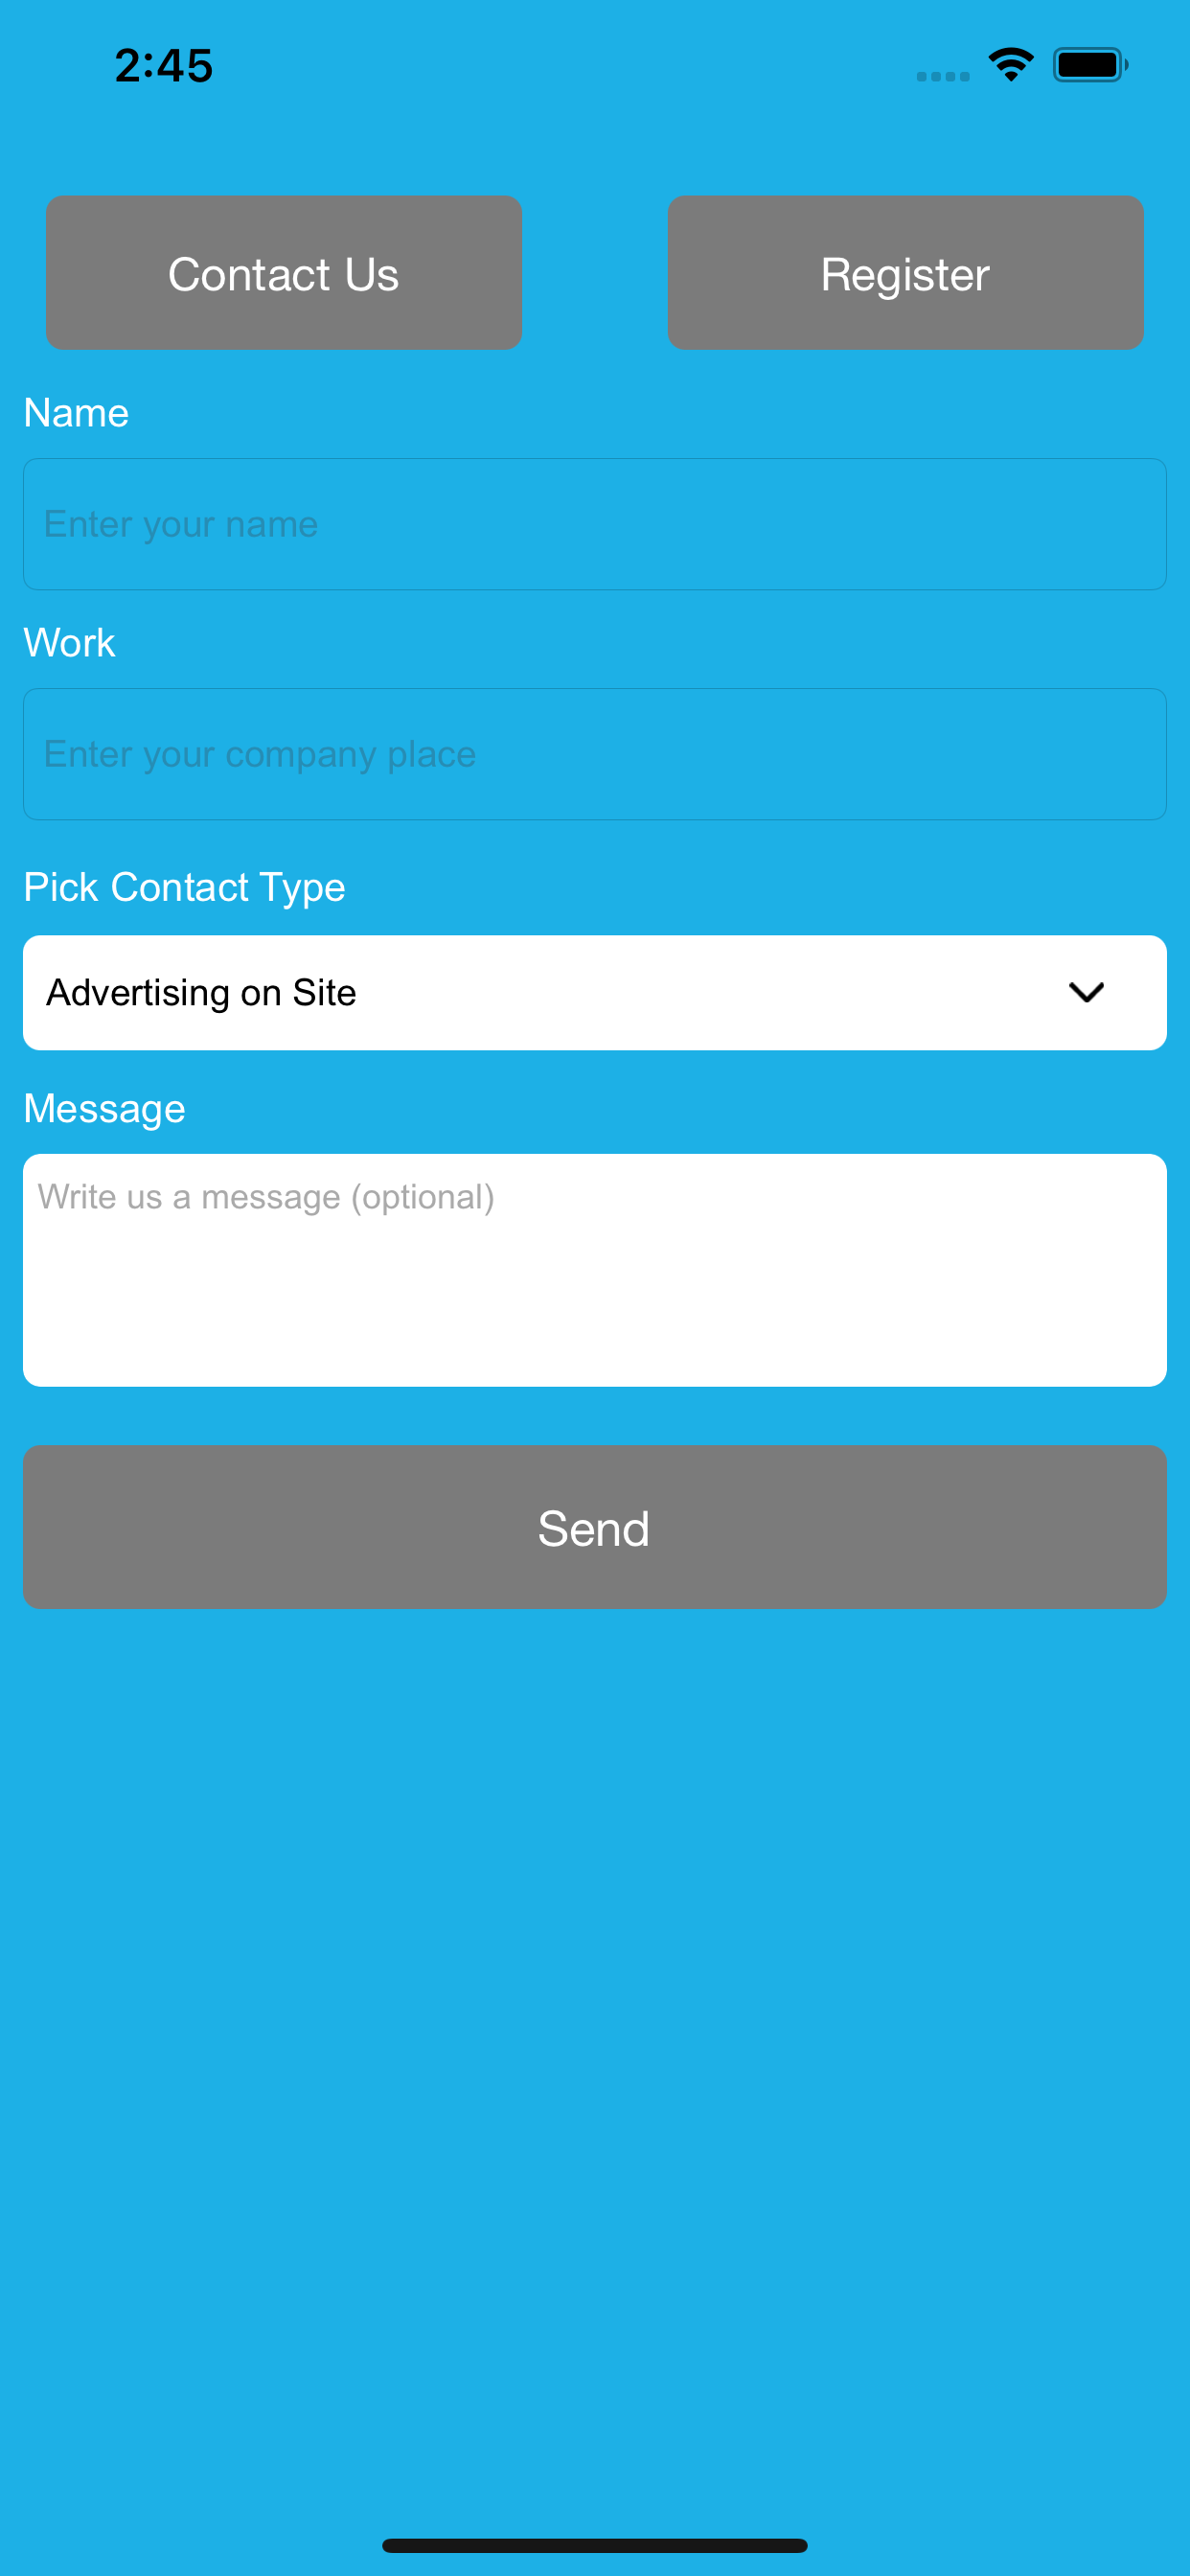 2:45
Contact Us
Register
Name
Enter your name
Work
Enter your company place
Pick Contact Type
Advertising on Site
Message
Write us a message (optional)
Send